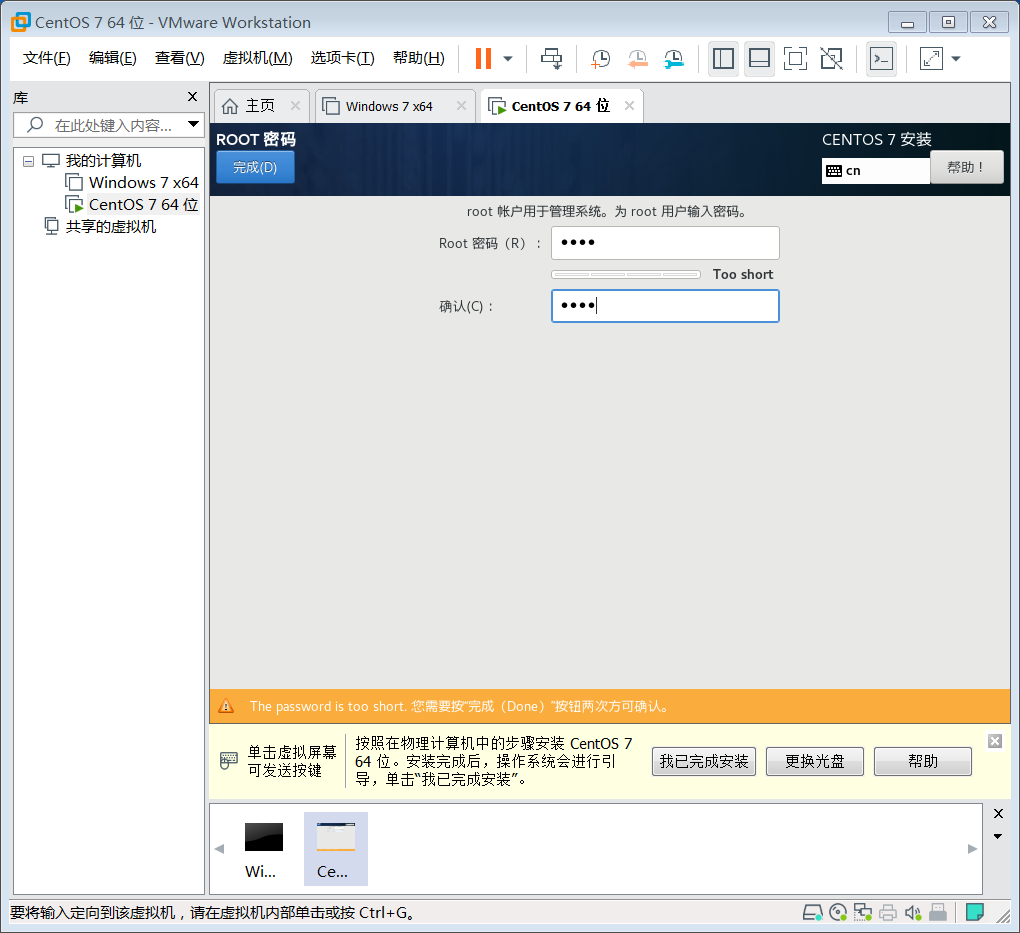 CentOS 7 64 位 - VMware Workstation
文件(F) 编辑(E) 查看(V) 虚拟机(M) 选项卡(T) 帮助(H)
库
在此处键入内容...
我的计算机
Windows 7 x64
CentOS 7 64 位
共享的虚拟机
主页 Windows 7 x64 CentOS 7 64 位
ROOT 密码
完成(D)
CENTOS 7 安装
cn
帮助！
root 帐户用于管理系统。为 root 用户输入密码。
Root 密码（R）：
Too short
确认(C)：
The password is too short. 您需要按“完成（Done）”按钮两次方可确认。
单击虚拟屏幕
可发送按键
按照在物理计算机中的步骤安装 CentOS 7
64 位。安装完成后，操作系统会进行引
导，单击“我已完成安装”。
我已完成安装 更换光盘 帮助
Wi... Ce...
要将输入定向到该虚拟机，请在虚拟机内部单击或按 Ctrl+G。